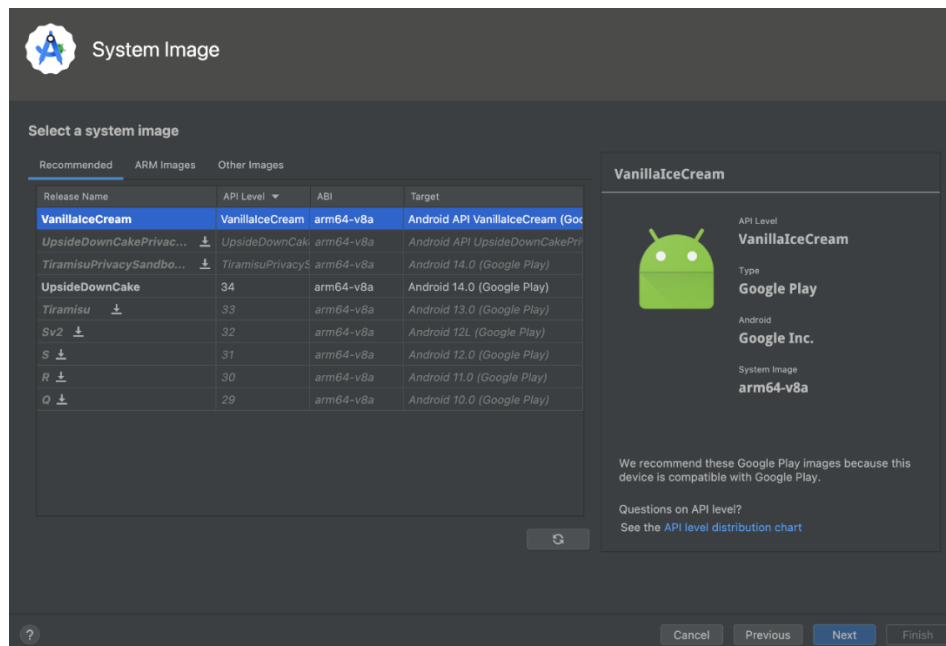 System Image
Select a system image
Recommended ARM Images Other Images
Release Name API Level ABI Target
VanillaIceCream VanillaIceCream arm64-v8a Android API VanillaIceCream (Goo
UpsideDownCakePrivac... UpsideDownCak arm64-v8a Android API UpsideDownCakePri
TiramisuPrivacySandbo... TiramisuPrivacyS arm64-v8a Android 14.0 (Google Play)
UpsideDownCake 34 arm64-v8a Android 14.0 (Google Play)
Tiramisu 33 arm64-v8a Android 13.0 (Google Play)
Sv2 32 arm64-v8a Android 12L (Google Play)
S 31 arm64-v8a Android 12.0 (Google Play)
R 30 arm64-v8a Android 11.0 (Google Play)
Q 29 arm64-v8a Android 10.0 (Google Play)
VanillaIceCream
API Level
VanillaIceCream
Type
Google Play
Android
Google Inc.
System Image
arm64-v8a
We recommend these Google Play images because this
device is compatible with Google Play.
Questions on API level?
See the API level distribution chart
? Cancel Previous Next Finish